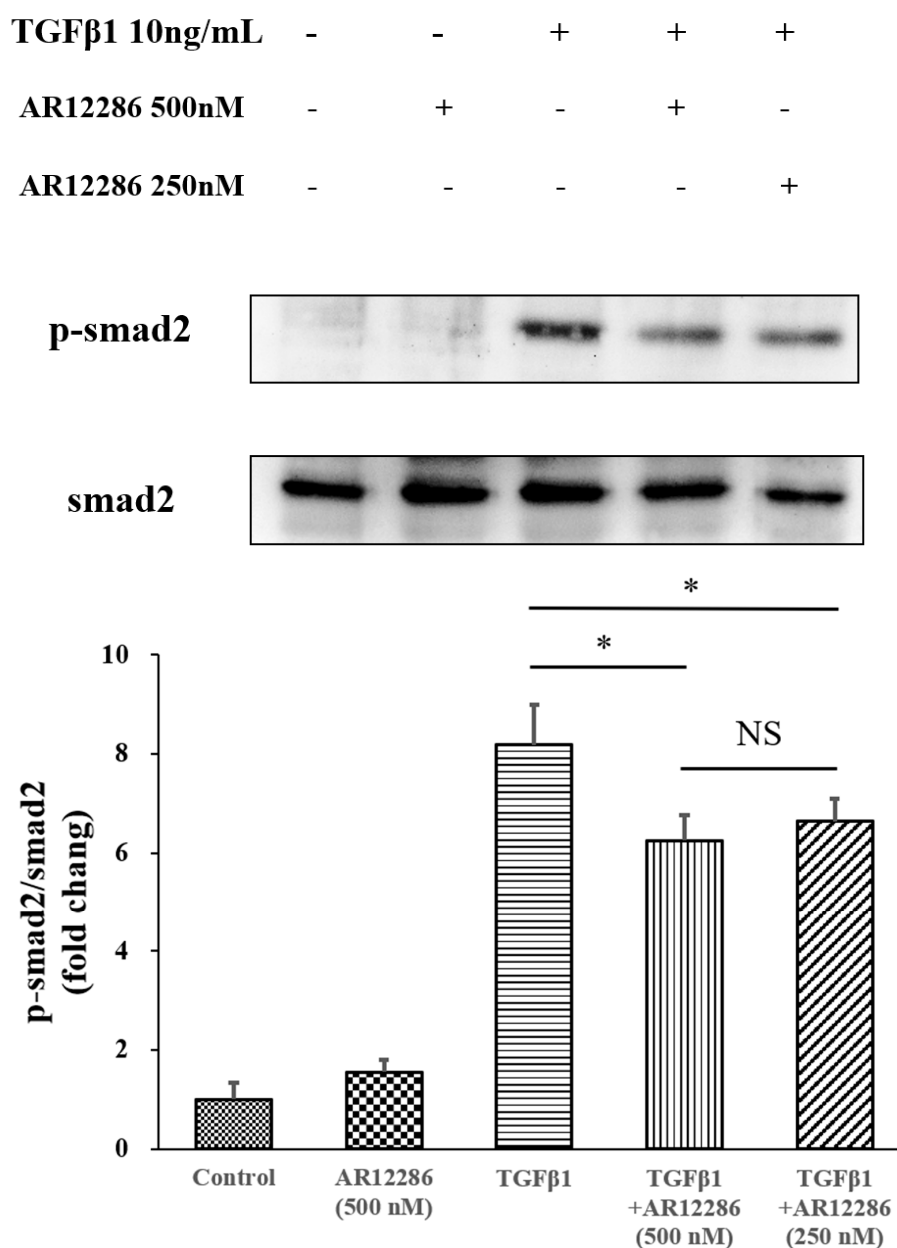 TGFβ1 10ng/mL - - + + +
AR12286 500nM - + - + -
AR12286 250nM - - - - +
p-smad2
smad2
*
*
NS
p-smad2/smad2
(fold chang)
10
8
6
4
2
0
Control
AR12286
(500 nM)
TGFβ1
TGFβ1
+AR12286
(500 nM)
TGFβ1
+AR12286
(250 nM)